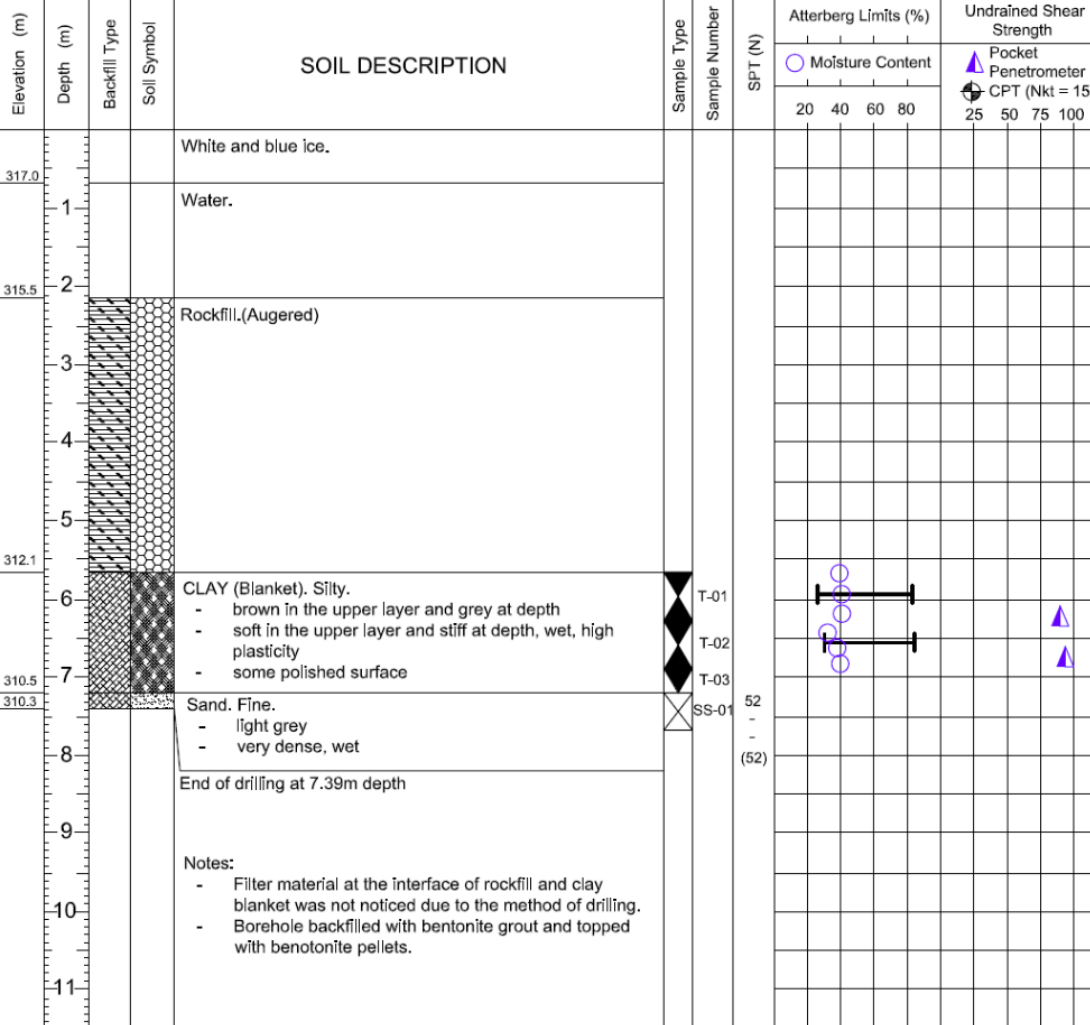 Elevation (m)
Depth (m)
Backfill Type
Soil Symbol
SOIL DESCRIPTION
Sample Type
Sample Number
SPT (N)
Atterberg Limits (%)
Moisture Content
20 40 60 80
Undrained Shear
Strength
Pocket
Penetrometer
CPT (Nkt = 15
25 50 75 100
White and blue ice.
317.0
Water.
1
2
315.5
Rockfill.(Augered)
3
4
5
312.1
CLAY (Blanket). Silty.
- brown in the upper layer and grey at depth
- soft in the upper layer and stiff at depth, wet, high
plasticity
- some polished surface
6
T-01
T-02
7
T-03
310.5
310.3
Sand. Fine.
- light grey
- very dense, wet
SS-01
52
-
-
(52)
8
End of drilling at 7.39m depth
9
Notes:
- Filter material at the interface of rockfill and clay
blanket was not noticed due to the method of drilling.
- Borehole backfilled with bentonite grout and topped
with benotonite pellets.
10
11